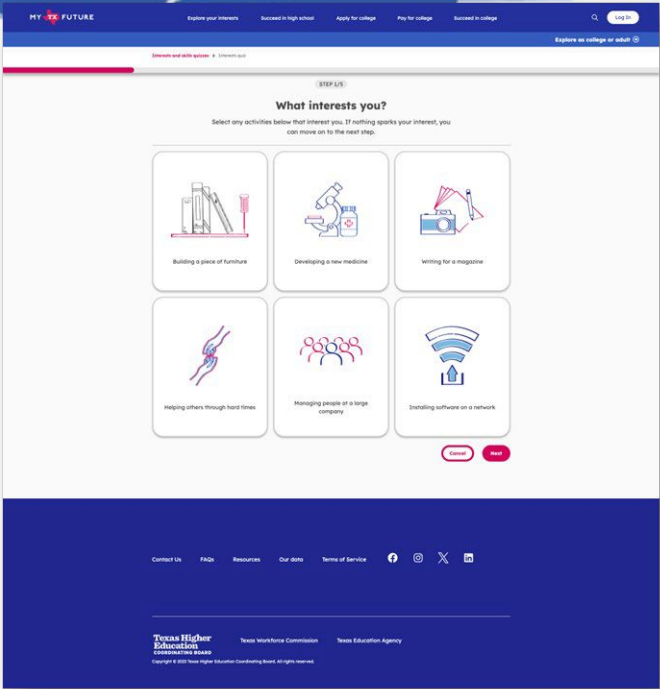 MY TX FUTURE
Explore your interests
Succeed in high school
Apply for college
Pay for college
Succeed in college
Log In
Explore as college or adult
Interests and skills quizzes > Interests quiz
STEP 1/5
What interests you?
Select any activities below that interest you. If nothing sparks your interest, you
can move on to the next step.
Building a piece of furniture
Developing a new medicine
Writing for a magazine
Helping others through hard times
Managing people at a large
company
Installing software on a network
Cancel
Next
Contact Us
FAQs
Resources
Our data
Terms of Service
Texas Higher
Education
COORDINATING BOARD
Texas Workforce Commission
Texas Education Agency
Copyright © 2023 Texas Higher Education Coordinating Board. All rights reserved.